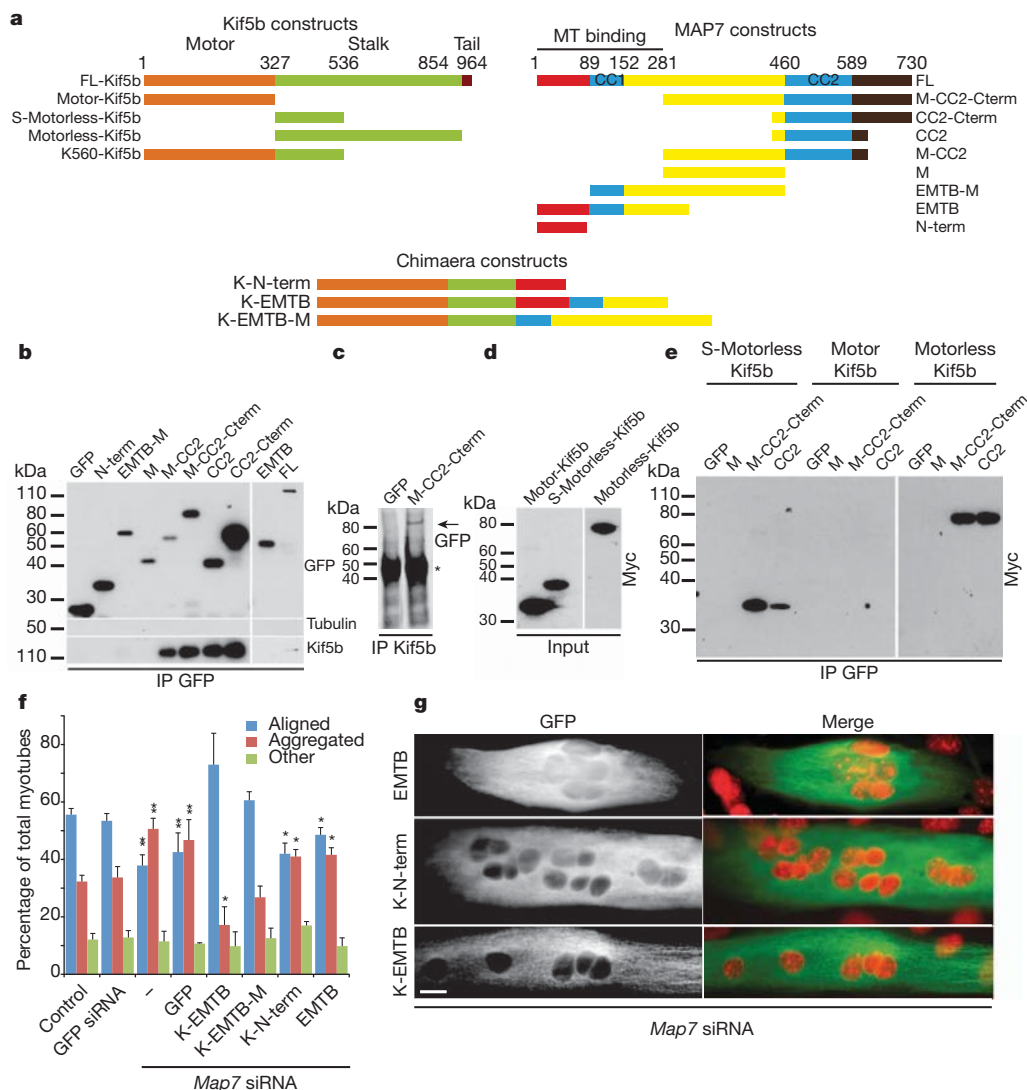 a
Kif5b constructs
Motor Stalk Tail
1 327 536 854 964
FL-Kif5b
Motor-Kif5b
S-Motorless-Kif5b
Motorless-Kif5b
K560-Kif5b
MT binding MAP7 constructs
1 89 152 281 460 589 730
CC1 CC2 FL
M-CC2-Cterm
CC2-Cterm
CC2
M-CC2
M
EMTB-M
EMTB
N-term
Chimaera constructs
K-N-term
K-EMTB
K-EMTB-M
b
GFP N-term EMTB-M M M-CC2 M-CC2-Cterm CC2 CC2-Cterm EMTB FL
kDa
110
80
60
50
40
30
50
110
GFP
Tubulin
Kif5b
IP GFP
c
GFP M-CC2-Cterm
kDa
80
60
50
40
GFP
*
IP Kif5b
d
Motor-Kif5b S-Motorless-Kif5b Motorless-Kif5b
kDa
80
60
50
40
30
Myc
Input
e
S-Motorless Kif5b
Motor Kif5b
Motorless Kif5b
GFP M M-CC2-Cterm CC2 GFP M M-CC2-Cterm CC2 GFP M M-CC2-Cterm CC2
kDa
110
80
60
50
40
30
Myc
IP GFP
f
Aligned
Aggregated
Other
Percentage of total myotubes
80
60
40
20
0
** ** ** ** * * * * *
Control GFP siRNA – GFP K-EMTB K-EMTB-M K-N-term EMTB
Map7 siRNA
g
GFP Merge
EMTB
K-N-term
K-EMTB
Map7 siRNA